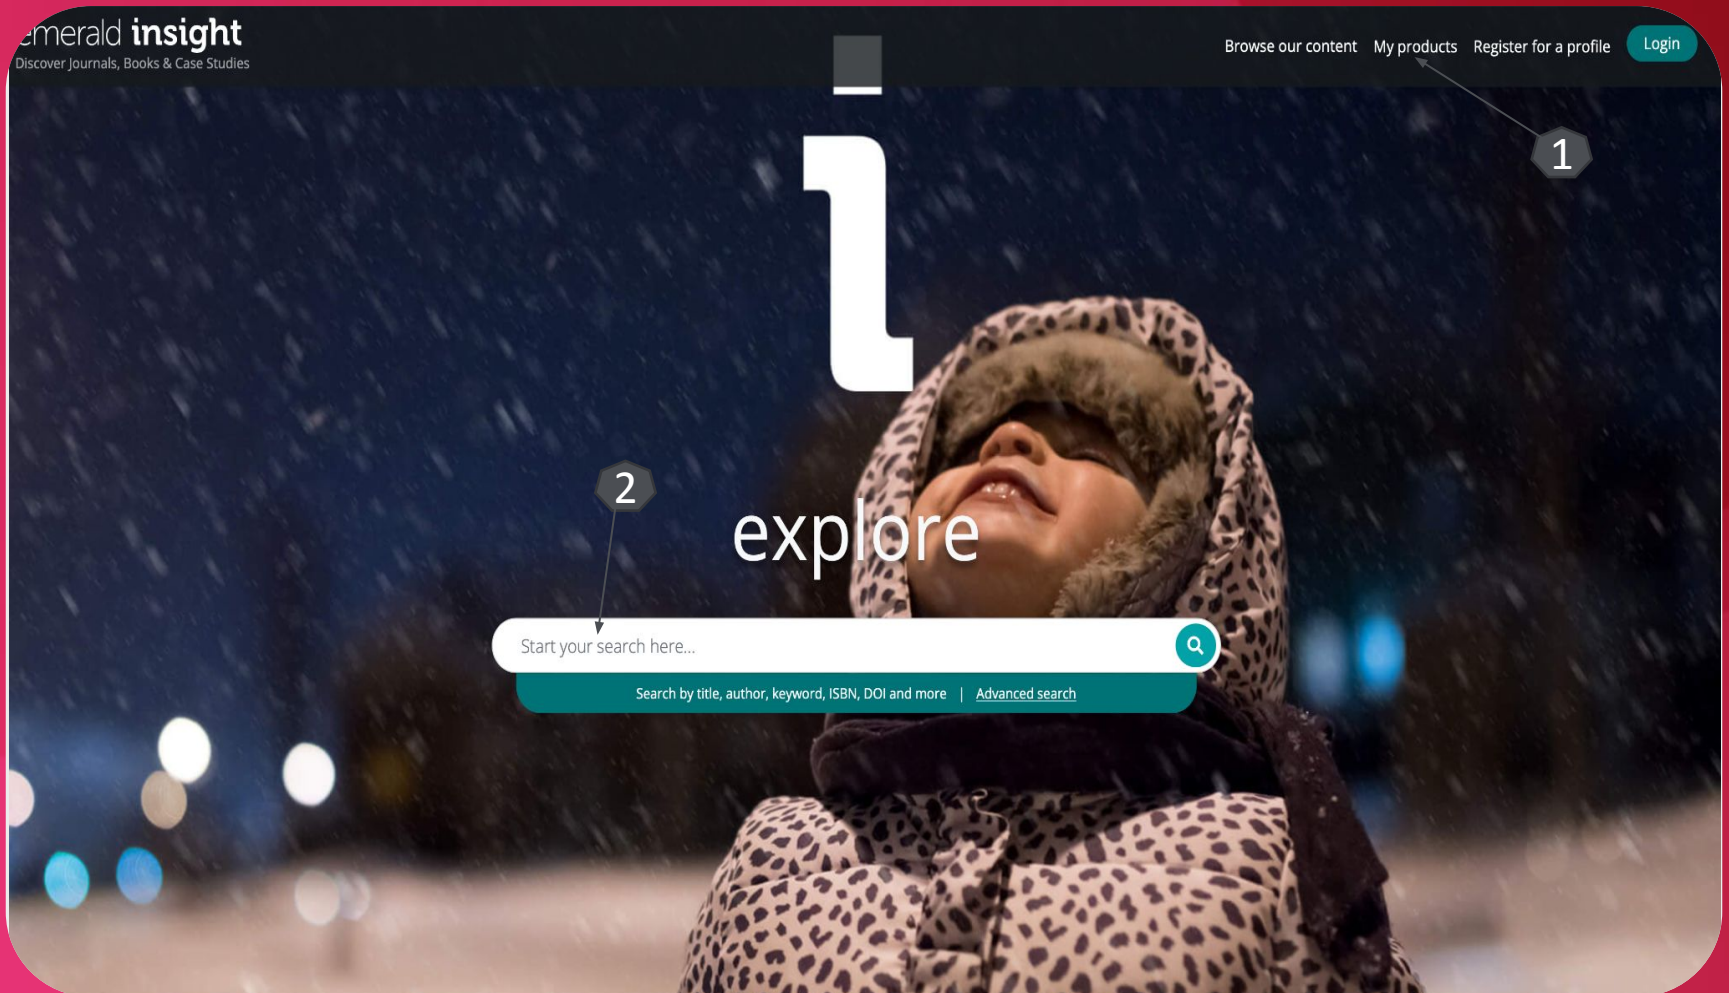 emerald insight
Discover Journals, Books & Case Studies
Browse our content My products Register for a profile Login
1
i
2
explore
Start your search here...
Search by title, author, keyword, ISBN, DOI and more | Advanced search